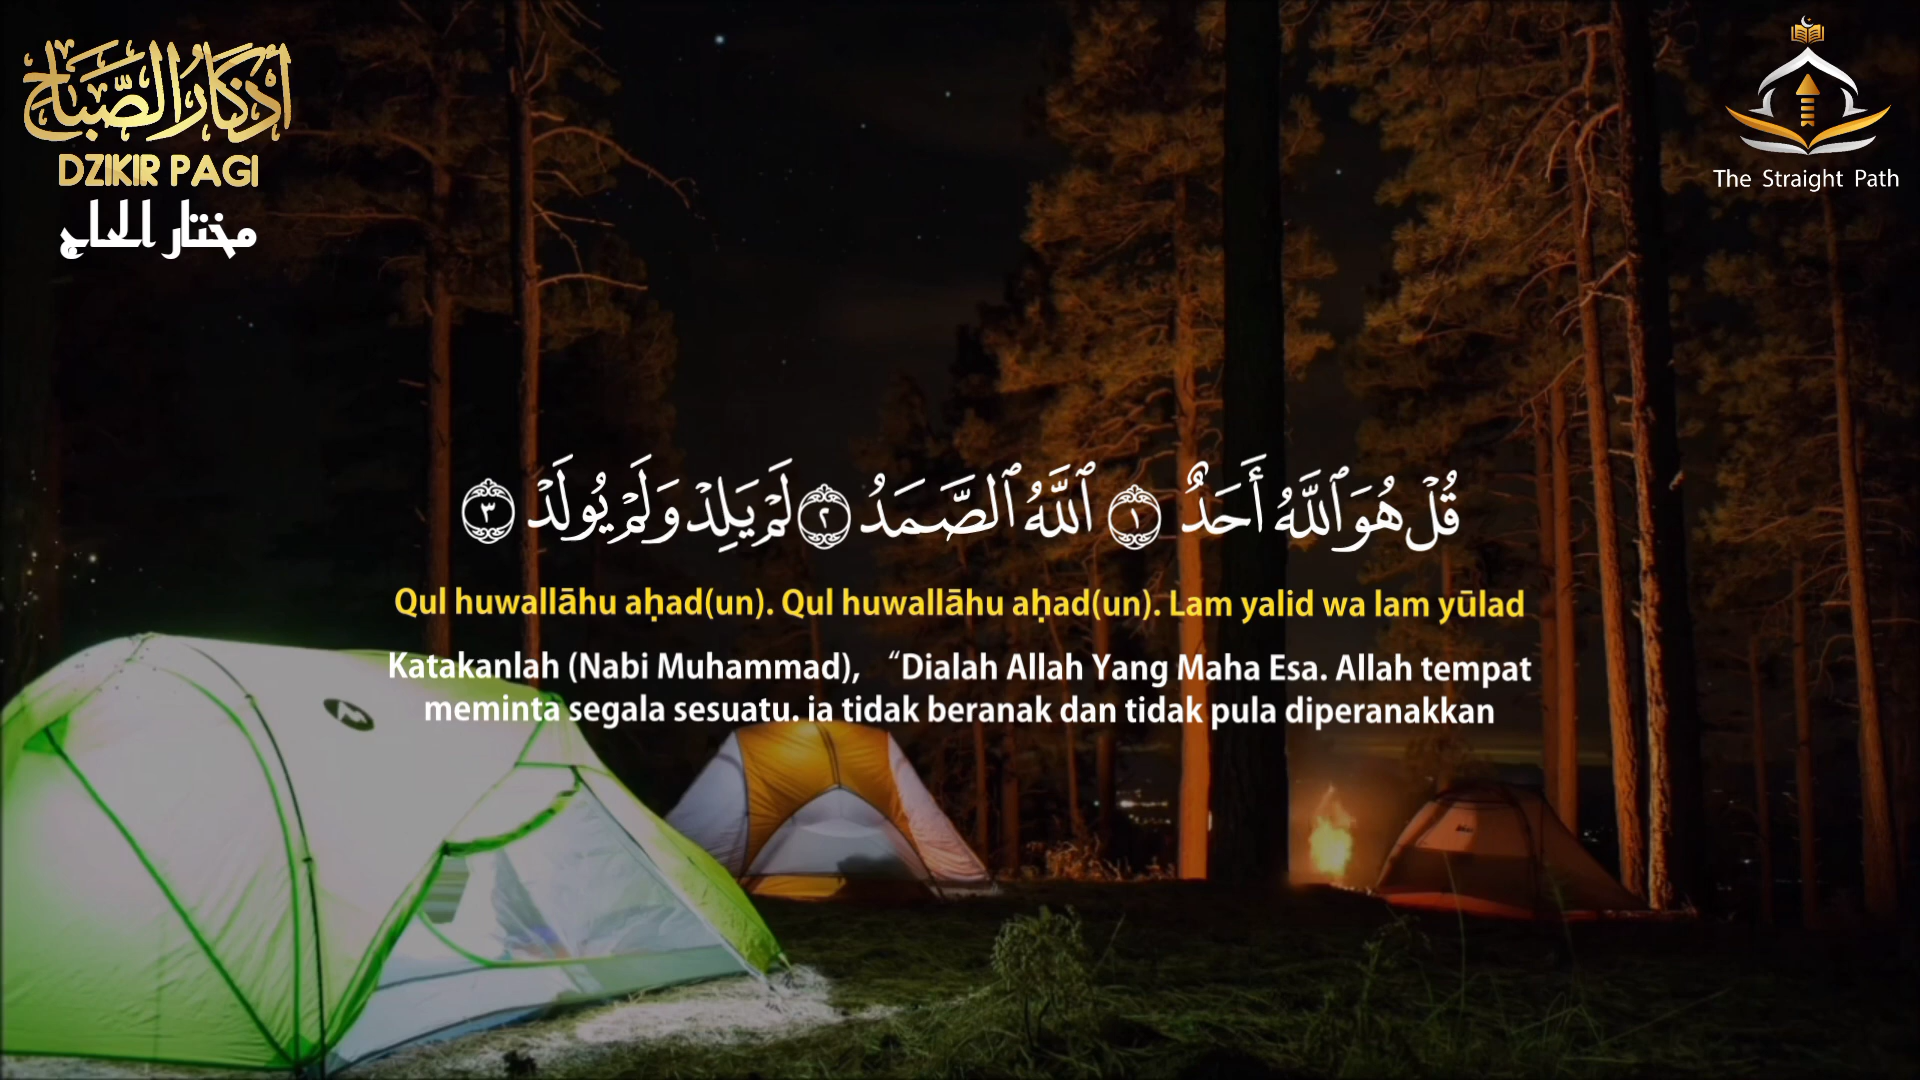 أذكار الصباح
DZIKIR PAGI
مختار الحاج
The Straight Path
قُلْ هُوَ ٱللَّهُ أَحَدٌ ١ ٱللَّهُ ٱلصَّمَدُ ٢ لَمْ يَلِدْ وَلَمْ يُولَدْ ٣
Qul huwallāhu aḥad(un). Qul huwallāhu aḥad(un). Lam yalid wa lam yūlad
Katakanlah (Nabi Muhammad), “Dialah Allah Yang Maha Esa. Allah tempat
meminta segala sesuatu. ia tidak beranak dan tidak pula diperanakkan